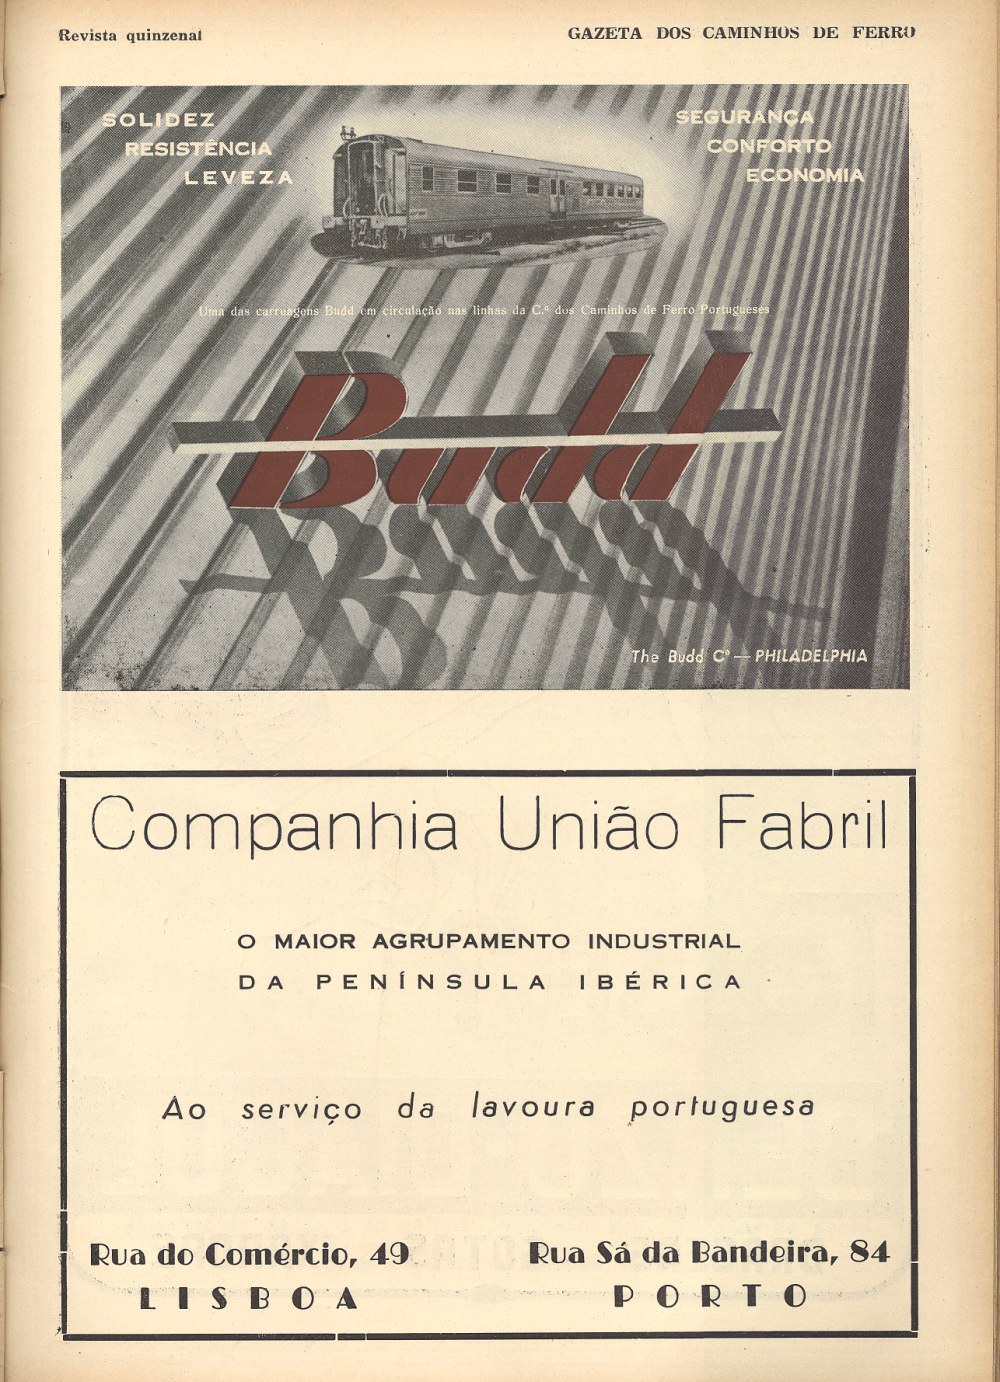 Revista quinzenal
GAZETA DOS CAMINHOS DE FERRO
SOLIDEZ
RESISTÊNCIA
LEVEZA
SEGURANÇA
CONFORTO
ECONOMIA
Uma das carruagens Budd em circulação nas linhas da C.ª dos Caminhos de Ferro Portugueses
Budd
The Budd Cº — PHILADELPHIA
Companhia União Fabril
O MAIOR AGRUPAMENTO INDUSTRIAL
DA PENÍNSULA IBÉRICA
Ao serviço da lavoura portuguesa
Rua do Comércio, 49
LISBOA
Rua Sá da Bandeira, 84
PORTO